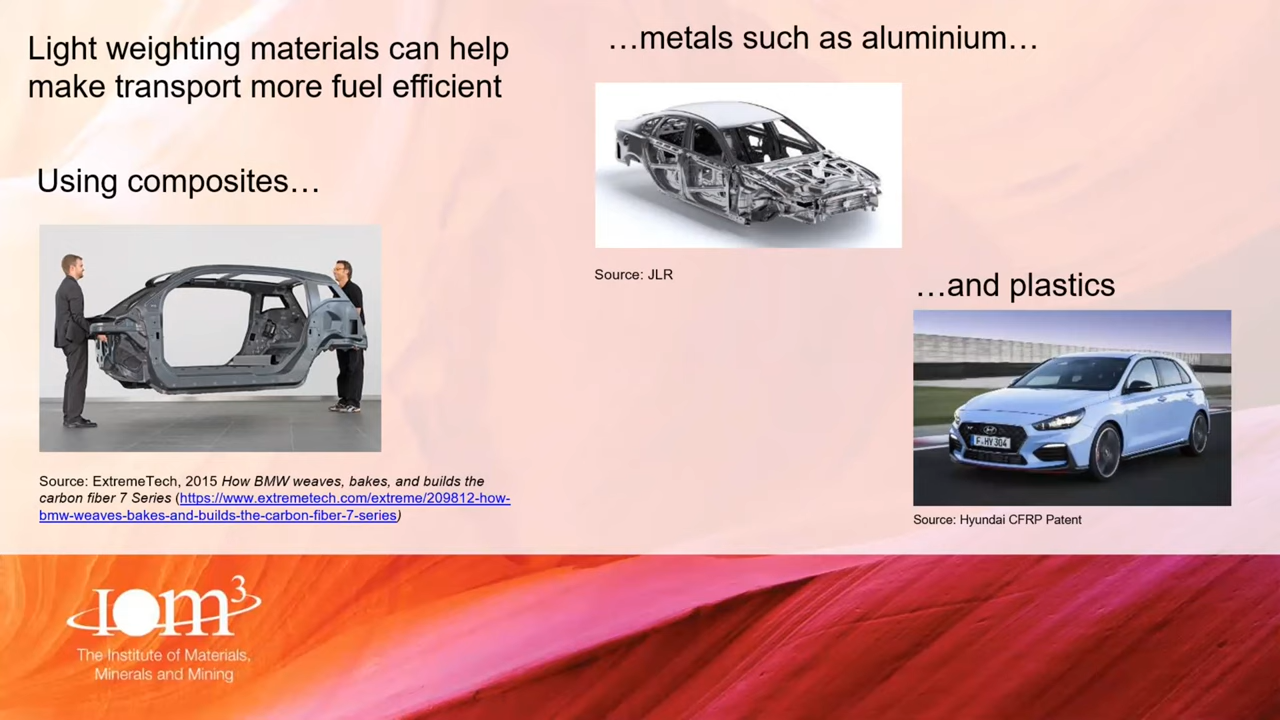 Light weighting materials can help
make transport more fuel efficient
Using composites…
Source: ExtremeTech, 2015 How BMW weaves, bakes, and builds the
carbon fiber 7 Series (https://www.extremetech.com/extreme/209812-how-
bmw-weaves-bakes-and-builds-the-carbon-fiber-7-series)
…metals such as aluminium…
Source: JLR
…and plastics
F-HY 304
Source: Hyundai CFRP Patent
IOM3
The Institute of Materials,
Minerals and Mining